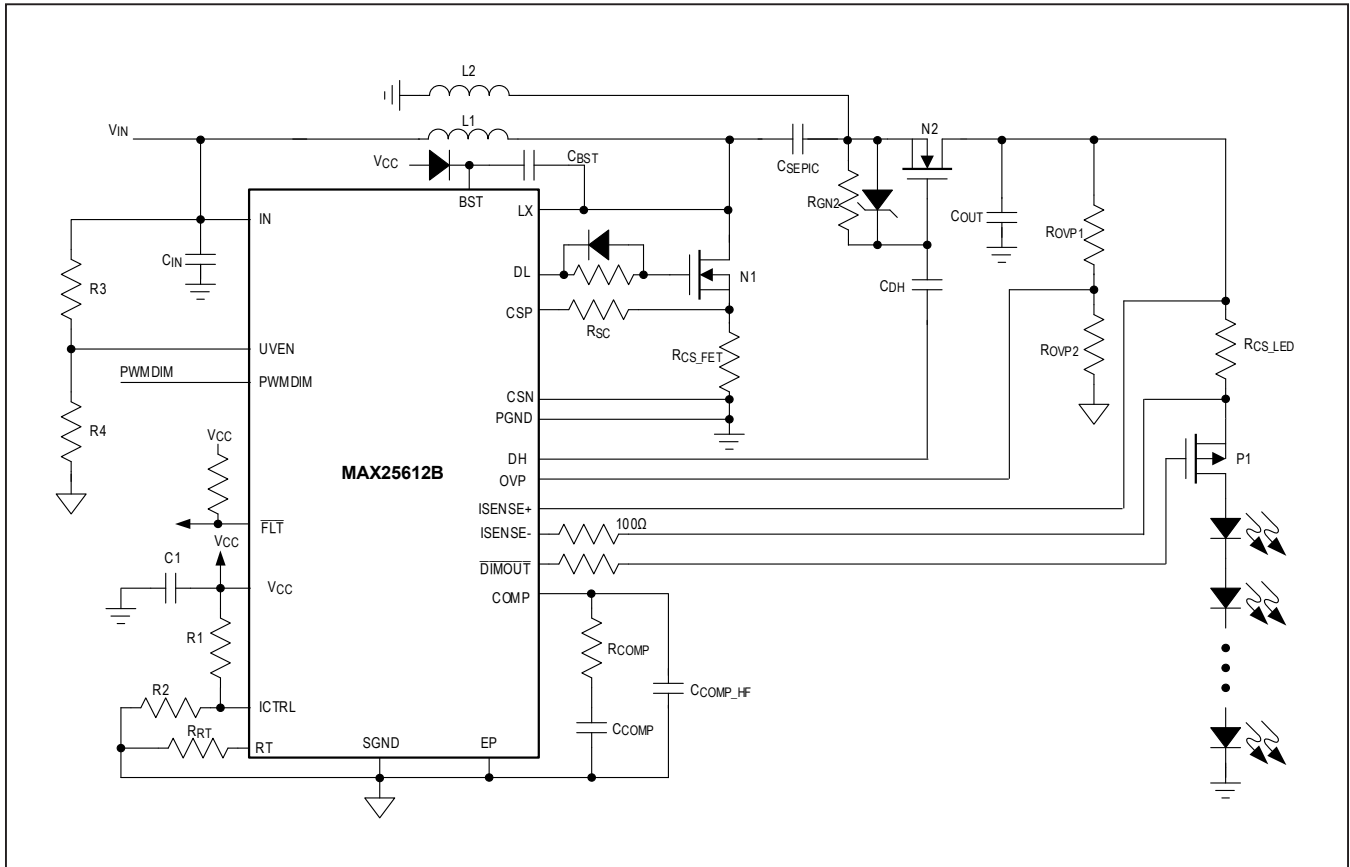 L2
VIN
L1
N2
VCC
CBST
CSEPIC
BST
RGN2
IN
LX
COUT
ROVP1
CIN
R3
DL
N1
CDH
CSP
RSC
ROVP2
RCS_LED
UVEN
RCS_FET
PWMDIM
PWMDIM
CSN
R4
PGND
VCC
DH
P1
MAX25612B
OVP
ISENSE+
FLT
ISENSE-
100Ω
VCC
C1
DIMOUT
VCC
COMP
R1
RCOMP
R2
ICTRL
CCOMP_HF
CCOMP
RRT
RT
SGND
EP